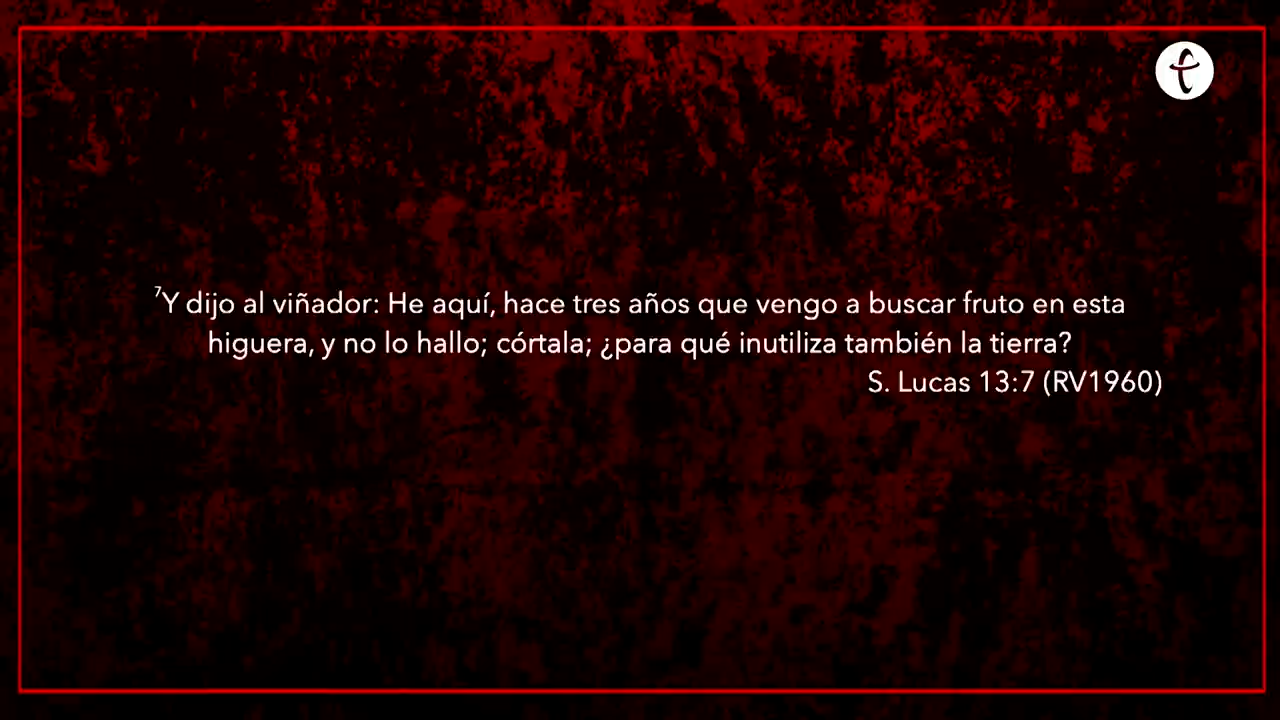 ⁷Y dijo al viñador: He aquí, hace tres años que vengo a buscar fruto en esta
higuera, y no lo hallo; córtala; ¿para qué inutiliza también la tierra?
S. Lucas 13:7 (RV1960)